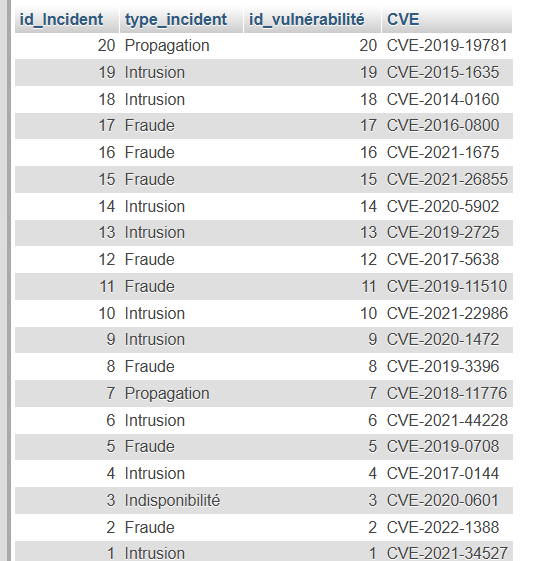 id_Incident type_incident id_vulnérabilité CVE
20 Propagation 20 CVE-2019-19781
19 Intrusion 19 CVE-2015-1635
18 Intrusion 18 CVE-2014-0160
17 Fraude 17 CVE-2016-0800
16 Fraude 16 CVE-2021-1675
15 Fraude 15 CVE-2021-26855
14 Intrusion 14 CVE-2020-5902
13 Intrusion 13 CVE-2019-2725
12 Fraude 12 CVE-2017-5638
11 Fraude 11 CVE-2019-11510
10 Intrusion 10 CVE-2021-22986
9 Intrusion 9 CVE-2020-1472
8 Fraude 8 CVE-2019-3396
7 Propagation 7 CVE-2018-11776
6 Intrusion 6 CVE-2021-44228
5 Fraude 5 CVE-2019-0708
4 Intrusion 4 CVE-2017-0144
3 Indisponibilité 3 CVE-2020-0601
2 Fraude 2 CVE-2022-1388
1 Intrusion 1 CVE-2021-34527